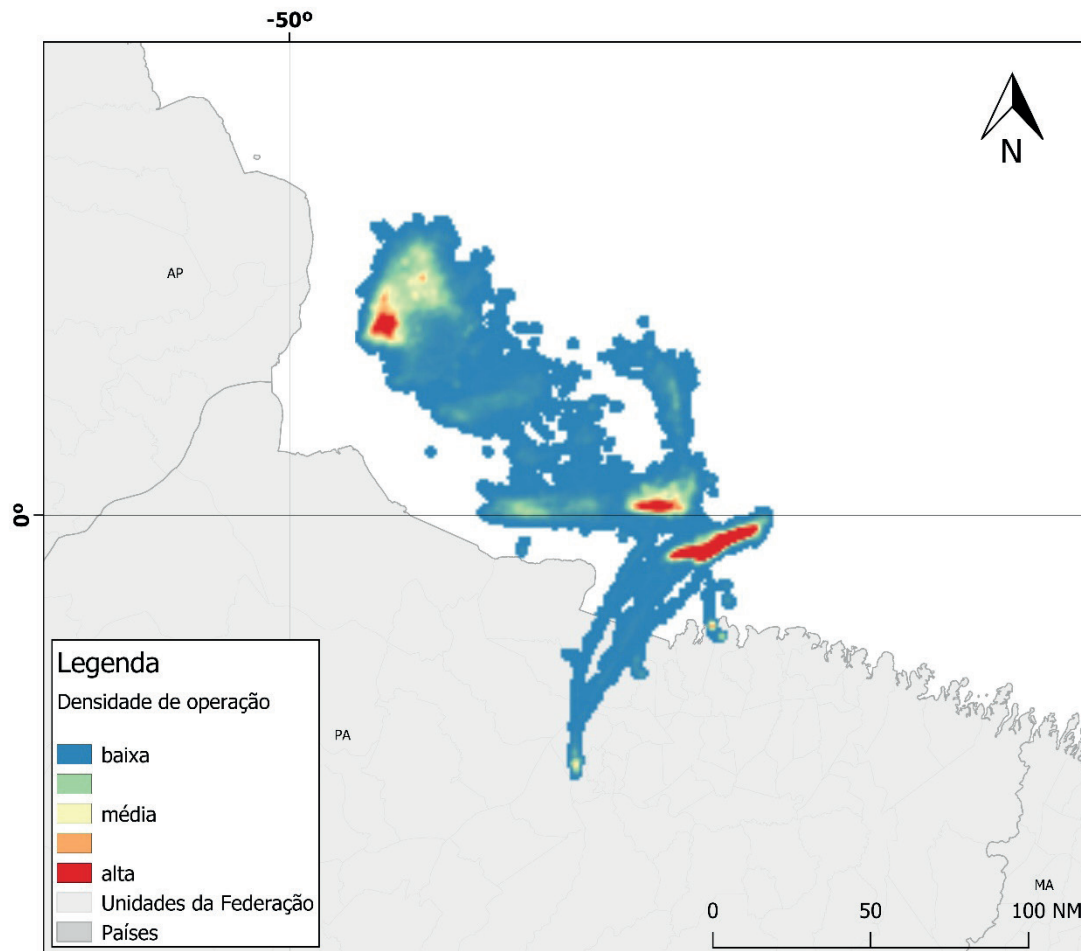 -50º
N
AP
0º
PA
MA
Legenda
Densidade de operação
baixa
média
alta
Unidades da Federação
Países
0 50 100 NM